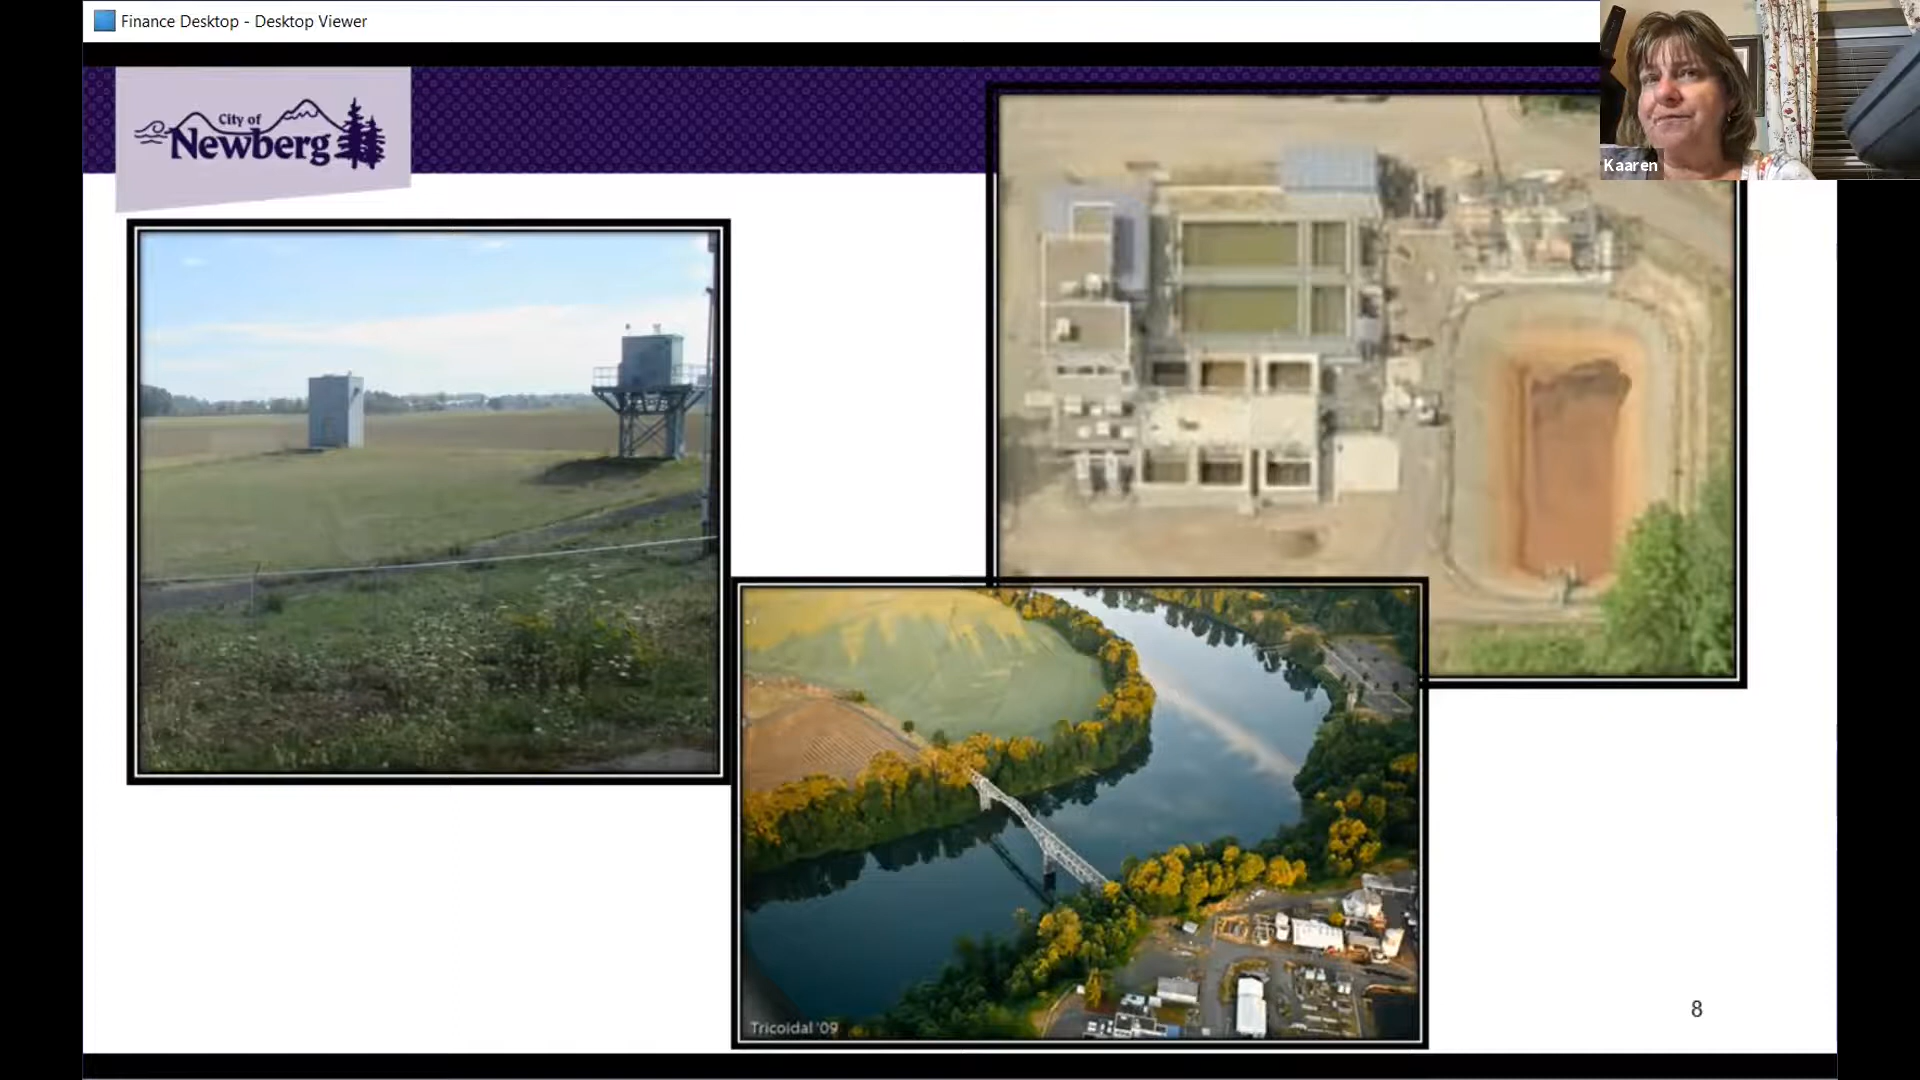 Finance Desktop - Desktop Viewer
City of
Newberg
Kaaren
Tricoidal '09
8